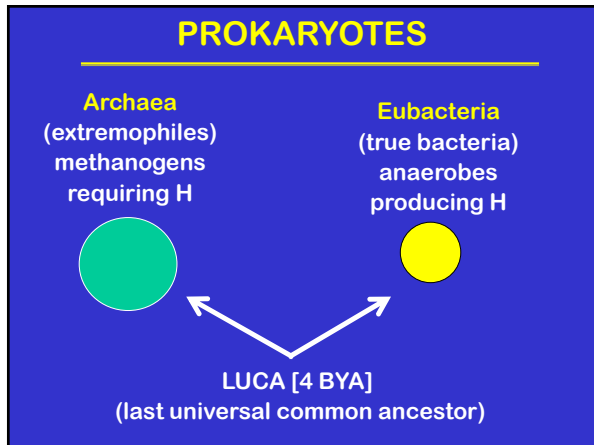 PROKARYOTES
Archaea
(extremophiles)
methanogens
requiring H
Eubacteria
(true bacteria)
anaerobes
producing H
LUCA [4 BYA]
(last universal common ancestor)